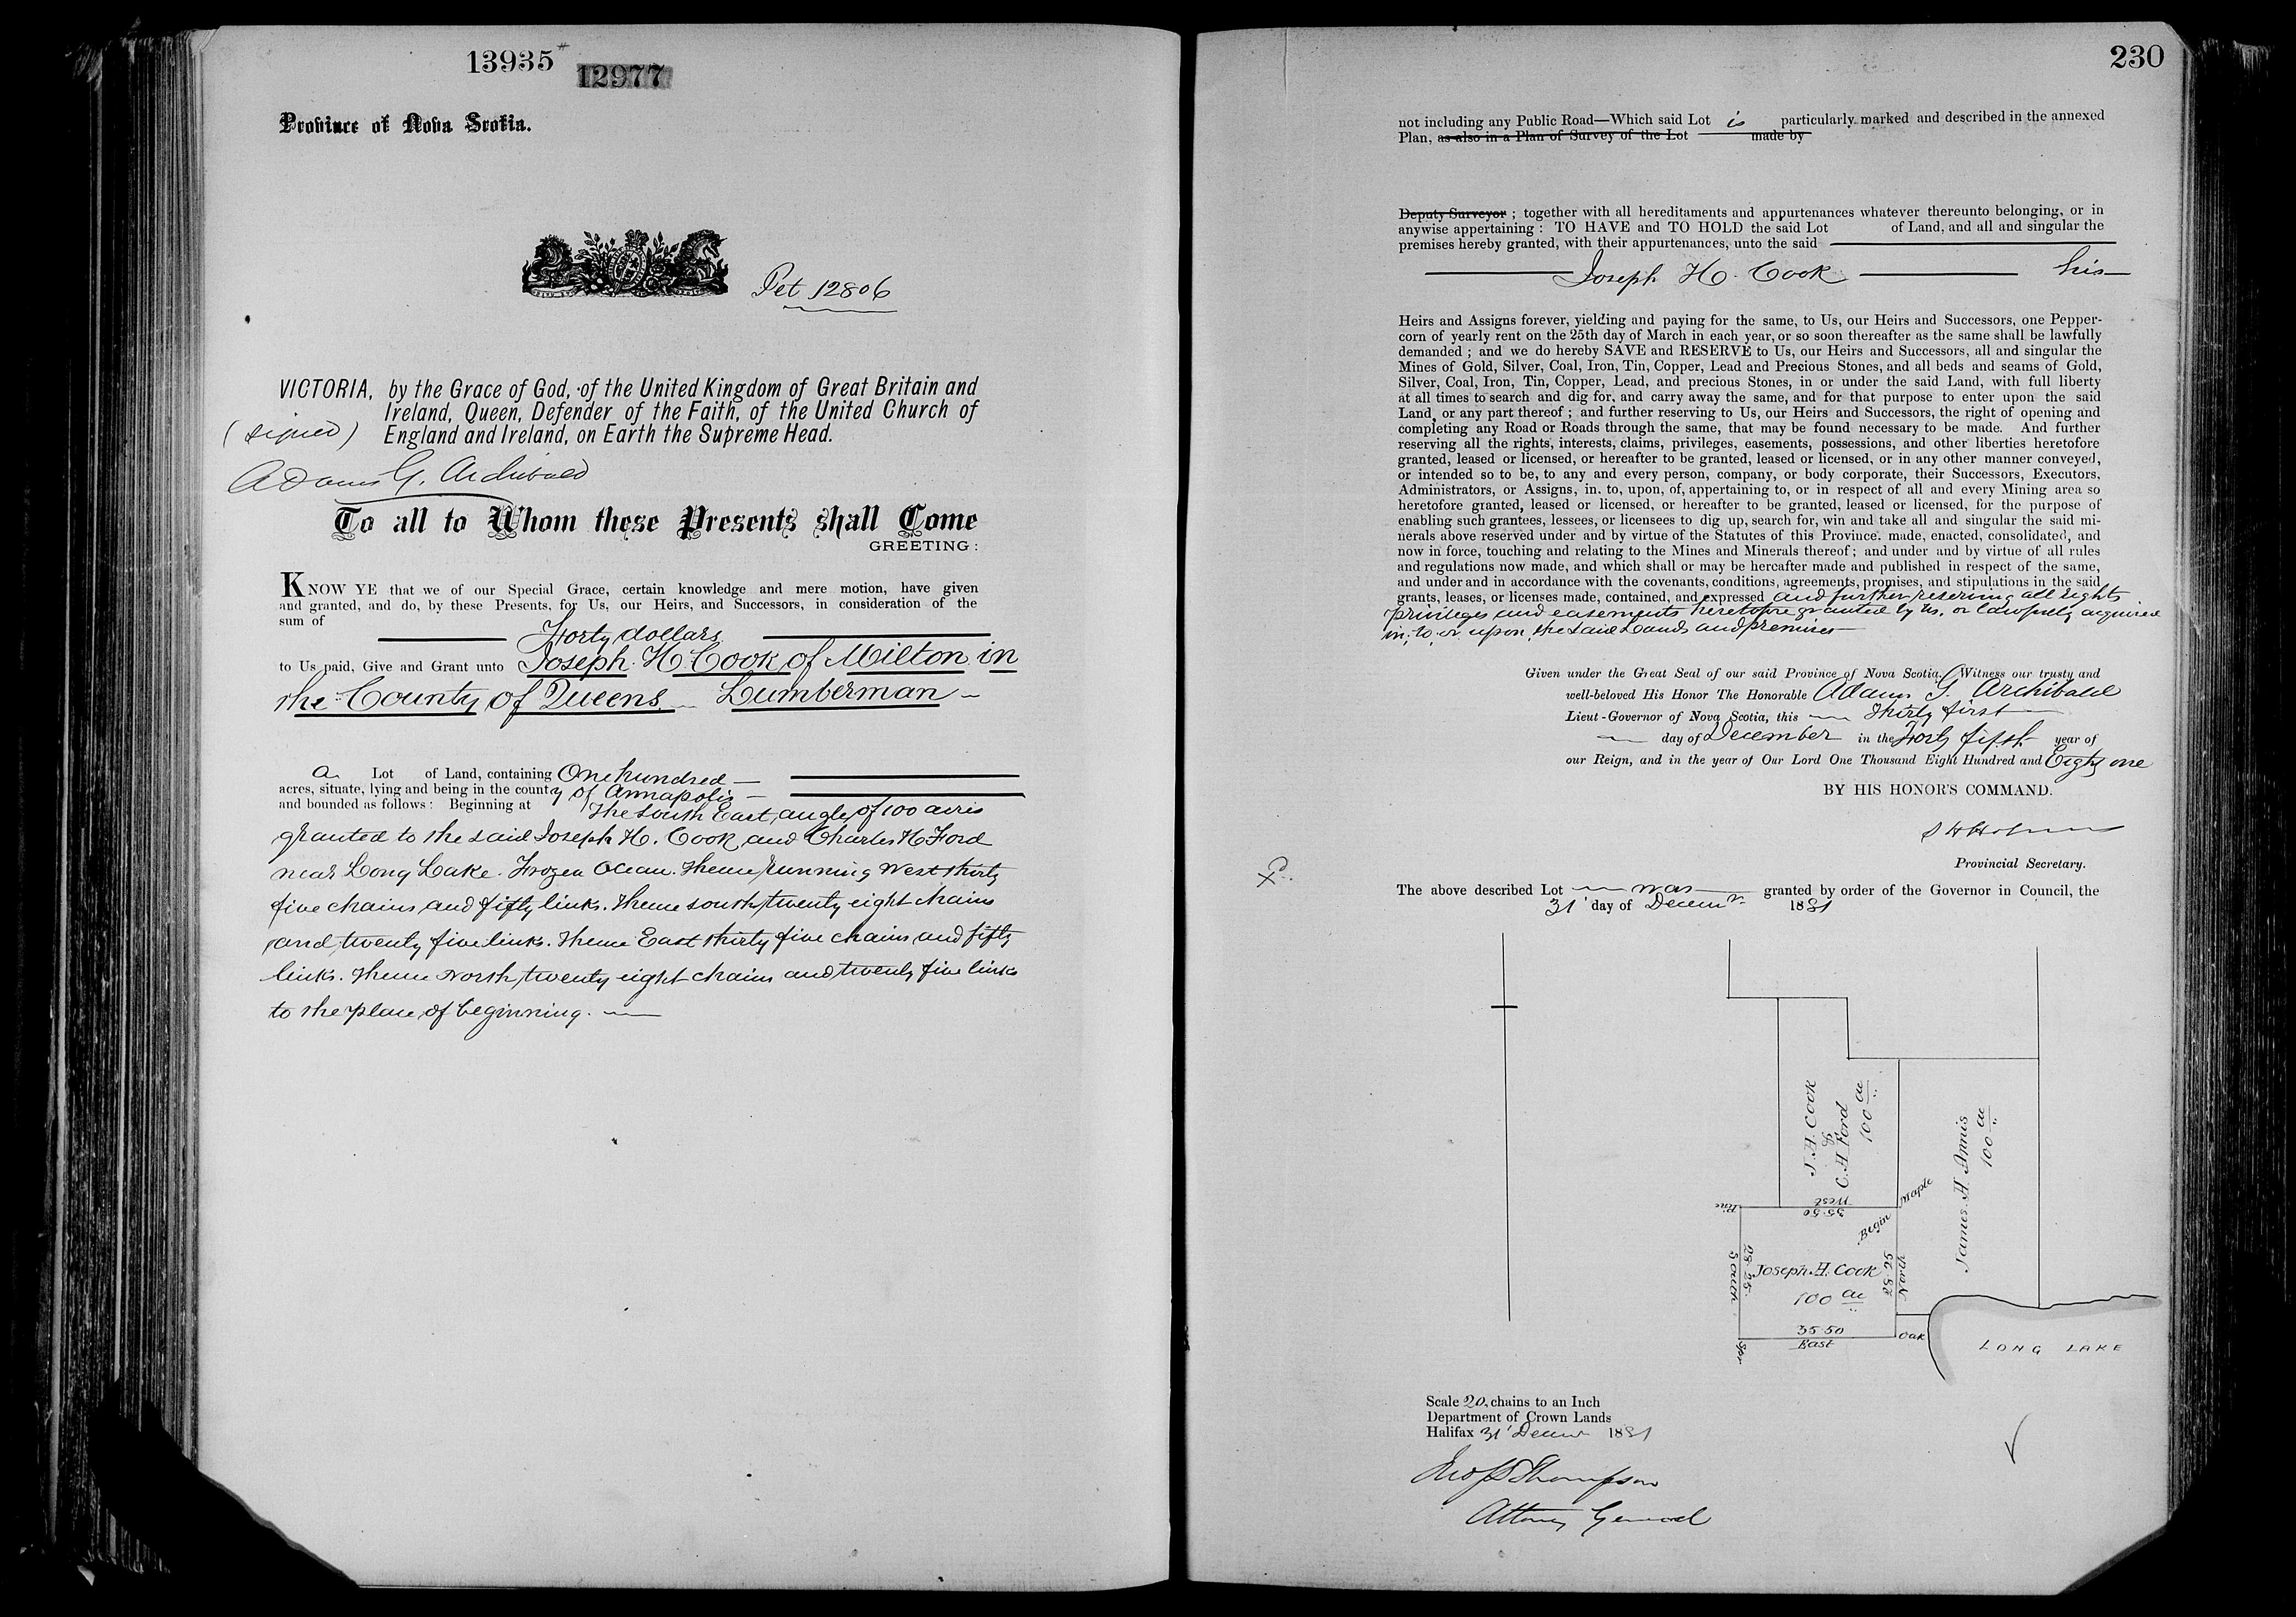 13935
12977
Province of Nova Scotia.
Pet 12806
VICTORIA, by the Grace of God, of the United Kingdom of Great Britain and
Ireland, Queen, Defender of the Faith, of the United Church of
England and Ireland, on Earth the Supreme Head.
(signed)
Adams G. Archibald
To all to Whom these Presents shall Come
GREETING:
KNOW YE that we of our Special Grace, certain knowledge and mere motion, have given
and granted, and do, by these Presents, for Us, our Heirs, and Successors, in consideration of the
sum of
Forty dollars
to Us paid, Give and Grant unto Joseph H. Cook of Milton in
the County of Queens Lumberman
a Lot of Land, containing One hundred
acres, situate, lying and being in the county of Annapolis
and bounded as follows: Beginning at The South East angle of 100 acres
granted to the said Joseph H. Cook and Charles H Ford
near Long Lake. Frozen Ocean. Thence running West thirty
five chains and fifty links. Thence south twenty eight chains
and twenty five links. Thence East thirty five chains and fifty
links. Thence North twenty eight chains and twenty five links
to the place of beginning.
230
not including any Public Road—Which said Lot is particularly marked and described in the annexed
Plan, as also in a Plan of Survey of the Lot made by
Deputy Surveyor; together with all hereditaments and appurtenances whatever thereunto belonging, or in
anywise appertaining: TO HAVE and TO HOLD the said Lot of Land, and all and singular the
premises hereby granted, with their appurtenances, unto the said
Joseph H. Cook his
Heirs and Assigns forever, yielding and paying for the same, to Us, our Heirs and Successors, one Pepper-
corn of yearly rent on the 25th day of March in each year, or so soon thereafter as the same shall be lawfully
demanded; and we do hereby SAVE and RESERVE to Us, our Heirs and Successors, all and singular the
Mines of Gold, Silver, Coal, Iron, Tin, Copper, Lead and Precious Stones, and all beds and seams of Gold,
Silver, Coal, Iron, Tin, Copper, Lead, and precious Stones, in or under the said Land, with full liberty
at all times to search and dig for, and carry away the same, and for that purpose to enter upon the said
Land, or any part thereof; and further reserving to Us, our Heirs and Successors, the right of opening and
completing any Road or Roads through the same, that may be found necessary to be made. And further
reserving all the rights, interests, claims, privileges, easements, possessions, and other liberties heretofore
granted, leased or licensed, or hereafter to be granted, leased or licensed, or in any other manner conveyed,
or intended so to be, to any and every person, company, or body corporate, their Successors, Executors,
Administrators, or Assigns, in, to, upon, of, appertaining to, or in respect of all and every Mining area so
heretofore granted, leased or licensed, or hereafter to be granted, leased or licensed, for the purpose of
enabling such grantees, lessees, or licensees to dig up, search for, win and take all and singular the said mi-
nerals above reserved under and by virtue of the Statutes of this Province. made, enacted, consolidated, and
now in force, touching and relating to the Mines and Minerals thereof; and under and by virtue of all rules
and regulations now made, and which shall or may be hereafter made and published in respect of the same,
and under and in accordance with the covenants, conditions, agreements, promises, and stipulations in the said
grants, leases, or licenses made, contained, and expressed and further reserving all rights
privileges and easements heretofore granted by us, or lawfully acquired
in, to, or upon, the said Lands and premises
Given under the Great Seal of our said Province of Nova Scotia. Witness our trusty and
well-beloved His Honor The Honorable Adams G. Archibald
Lieut-Governor of Nova Scotia, this Thirty first
day of December in the Forty fifth year of
our Reign, and in the year of Our Lord One Thousand Eight Hundred and Eighty one
BY HIS HONOR'S COMMAND.
S H Holmes
Provincial Secretary.
The above described Lot was granted by order of the Governor in Council, the
31' day of Decemr 1881
J. H. Cook
&
C. H Ford
100 ac
James H Annis
100 ac
West
35·50
Pine
Begin
Maple
South
28·25
Joseph. H. Cook
100 ac
North
28·25
35·50
East
Spr
Oak
LONG LAKE
Scale 20 chains to an Inch
Department of Crown Lands
Halifax 31' Decemr 1881
Jno S D Thompson
Attorney General